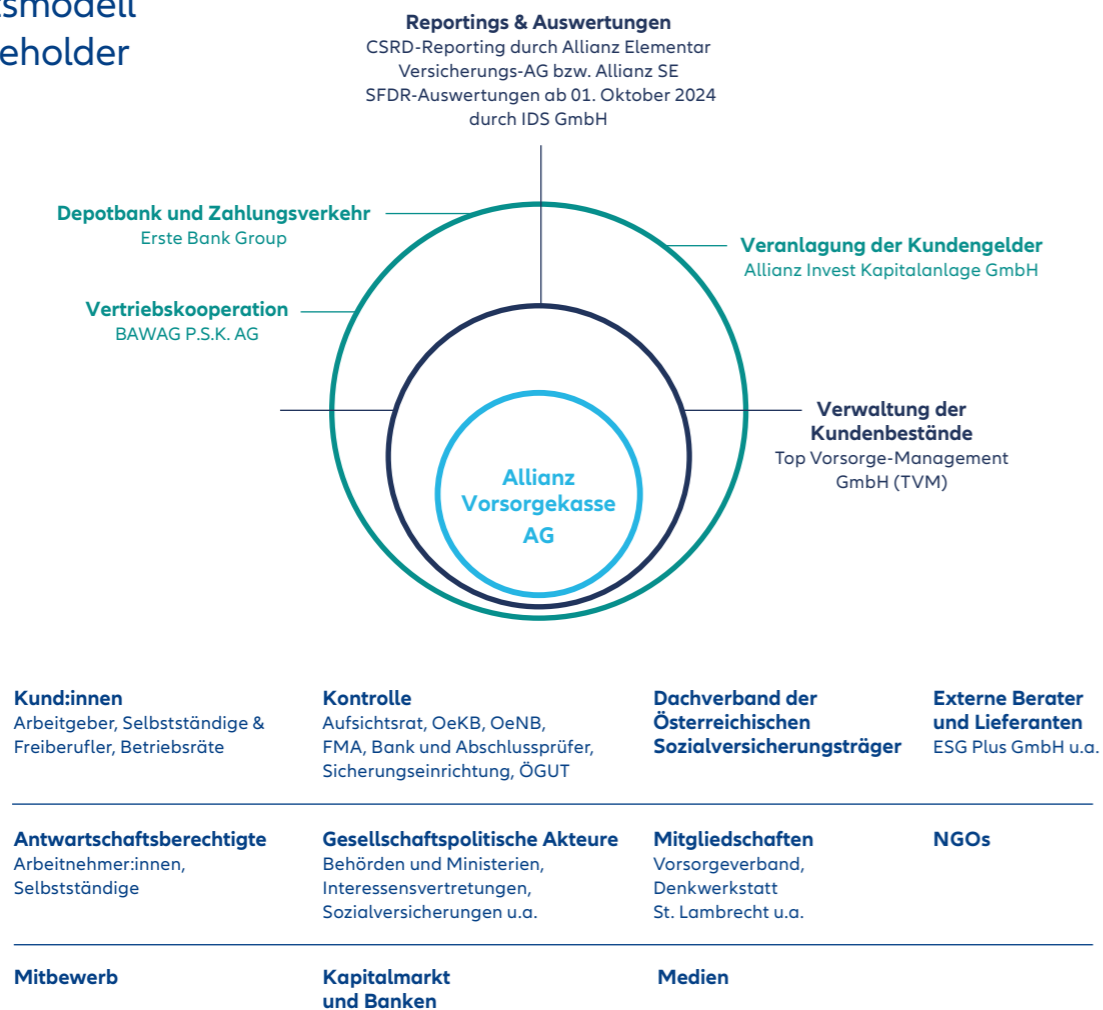 tsmodell
eholder
Reportings & Auswertungen
CSRD-Reporting durch Allianz Elementar
Versicherungs-AG bzw. Allianz SE
SFDR-Auswertungen ab 01. Oktober 2024
durch IDS GmbH
Depotbank und Zahlungsverkehr
Erste Bank Group
Veranlagung der Kundengelder
Allianz Invest Kapitalanlage GmbH
Vertriebskooperation
BAWAG P.S.K. AG
Verwaltung der
Kundenbestände
Top Vorsorge-Management
GmbH (TVM)
Allianz
Vorsorgekasse
AG
Kund:innen
Arbeitgeber, Selbstständige &
Freiberufler, Betriebsräte
Kontrolle
Aufsichtsrat, OeKB, OeNB,
FMA, Bank und Abschlussprüfer,
Sicherungseinrichtung, ÖGUT
Dachverband der
Österreichischen
Sozialversicherungsträger
Externe Berater
und Lieferanten
ESG Plus GmbH u.a.
Antwartschaftsberechtigte
Arbeitnehmer:innen,
Selbstständige
Gesellschaftspolitische Akteure
Behörden und Ministerien,
Interessensvertretungen,
Sozialversicherungen u.a.
Mitgliedschaften
Vorsorgeverband,
Denkwerkstatt
St. Lambrecht u.a.
NGOs
Mitbewerb
Kapitalmarkt
und Banken
Medien